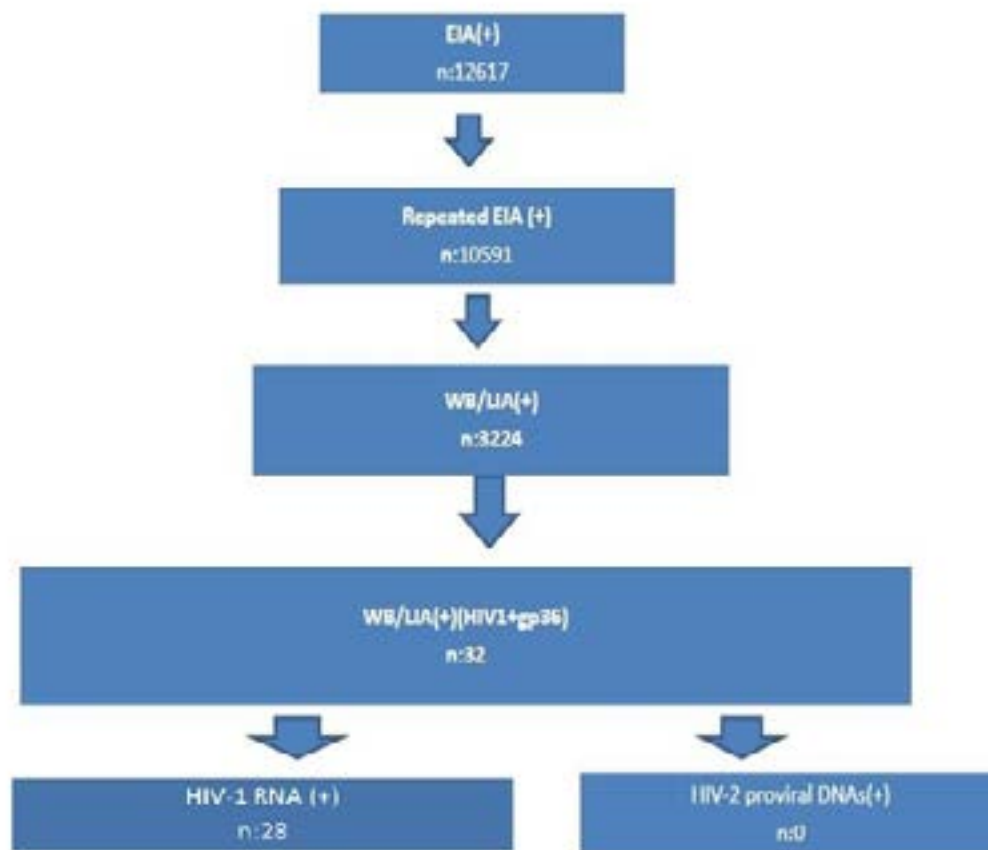 EIA(+)
n:12617
Repeated EIA (+)
n:10591
WB/LIA(+)
n:3224
WB/LIA(+)(HIV1+gp36)
n:32
HIV-1 RNA (+)
n:28
HIV-2 proviral DNAs(+)
n:0